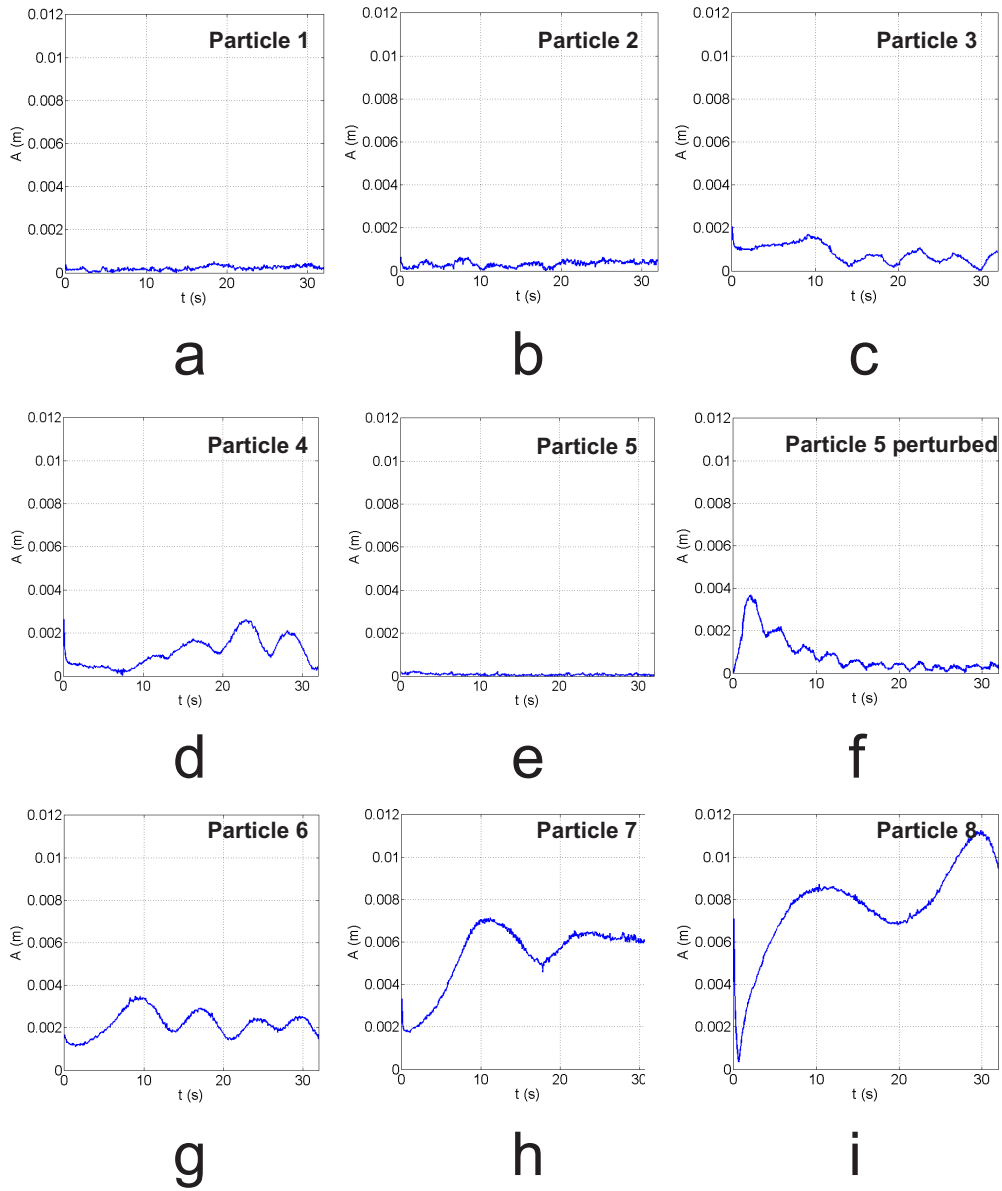 Particle 1
0.012
0.01
0.008
0.006
0.004
0.002
0
A (m)
0 10 20 30
t (s)
a
Particle 2
0.012
0.01
0.008
0.006
0.004
0.002
0
A (m)
0 10 20 30
t (s)
b
Particle 3
0.012
0.01
0.008
0.006
0.004
0.002
0
A (m)
0 10 20 30
t (s)
c
Particle 4
0.012
0.01
0.008
0.006
0.004
0.002
0
A (m)
0 10 20 30
t (s)
d
Particle 5
0.012
0.01
0.008
0.006
0.004
0.002
0
A (m)
0 10 20 30
t (s)
e
Particle 5 perturbed
0.012
0.01
0.008
0.006
0.004
0.002
0
A (m)
0 10 20 30
t (s)
f
Particle 6
0.012
0.01
0.008
0.006
0.004
0.002
0
A (m)
0 10 20 30
t (s)
g
Particle 7
0.012
0.01
0.008
0.006
0.004
0.002
0
A (m)
0 10 20 30
t (s)
h
Particle 8
0.012
0.01
0.008
0.006
0.004
0.002
0
A (m)
0 10 20 30
t (s)
i